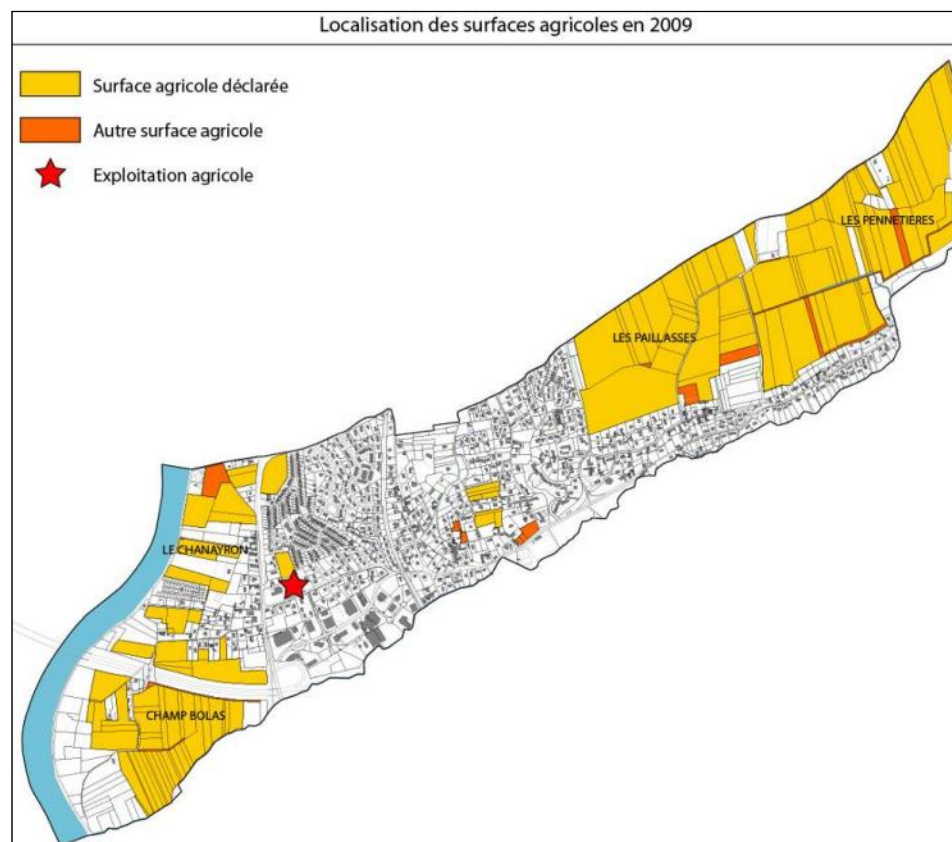 Localisation des surfaces agricoles en 2009
Surface agricole déclarée
Autre surface agricole
Exploitation agricole
LES PENNETIERES
LES PAILLASSES
LE CHANAYRON
CHAMP BOLAS